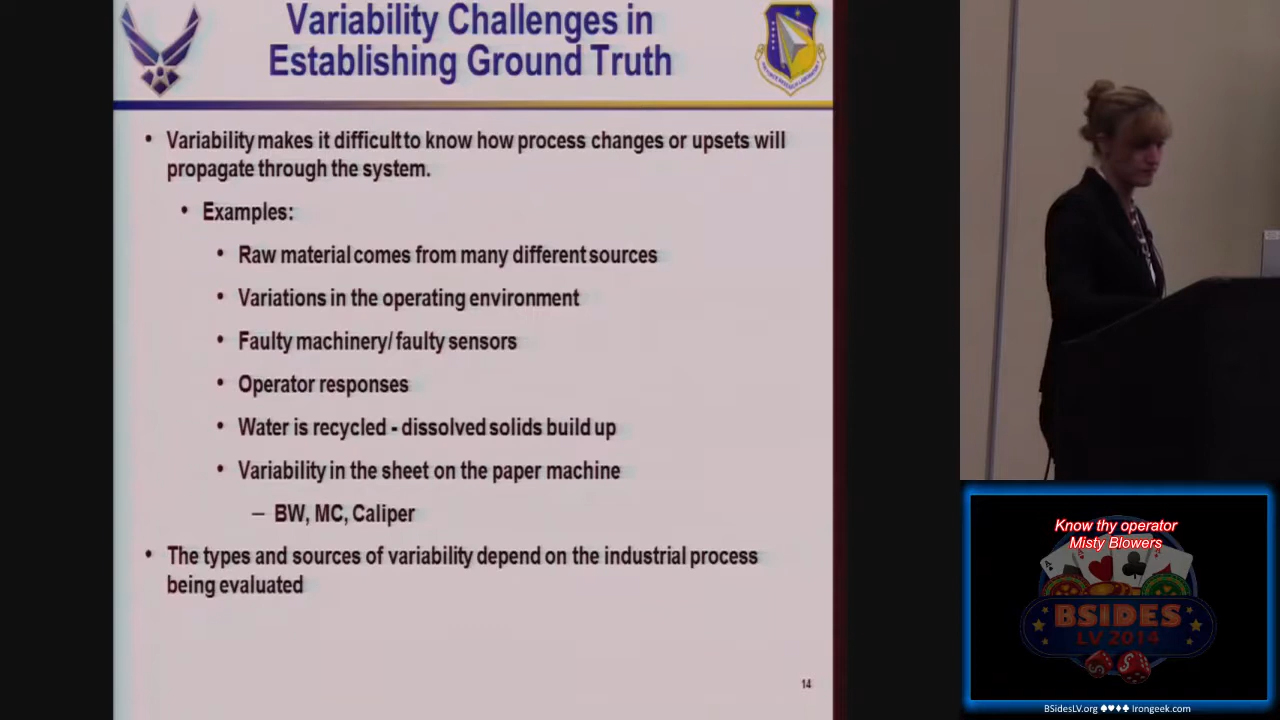 Variability Challenges in
Establishing Ground Truth
• Variability makes it difficult to know how process changes or upsets will
propagate through the system.
• Examples:
• Raw material comes from many different sources
• Variations in the operating environment
• Faulty machinery/ faulty sensors
• Operator responses
• Water is recycled - dissolved solids build up
• Variability in the sheet on the paper machine
– BW, MC, Caliper
• The types and sources of variability depend on the industrial process
being evaluated
14
Know thy operator
Misty Blowers
BSIDES
LV 2014
BSidesLV.org ♠♥♦♣ Irongeek.com